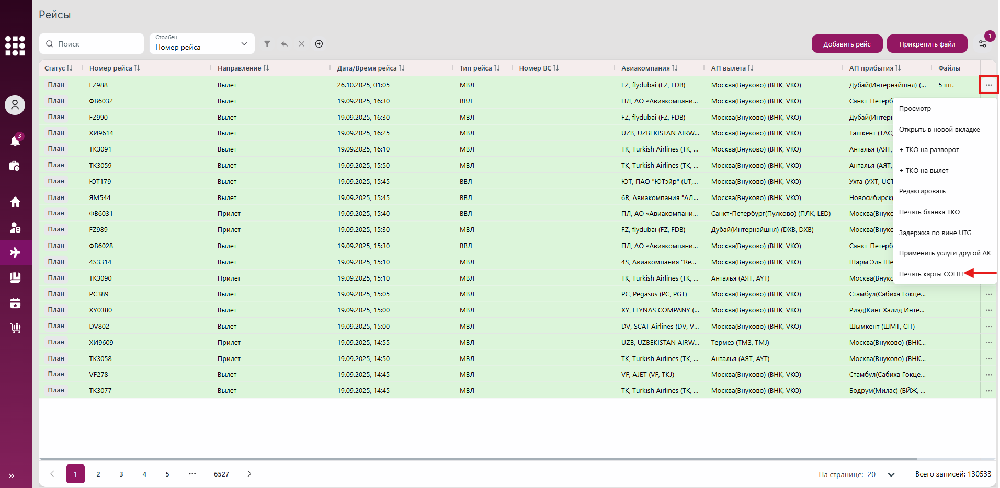 Рейсы
Поиск
Столбец
Номер рейса
Добавить рейс
Прикрепить файл
1
3
Статус Номер рейса Направление Дата/Время рейса Тип рейса Номер ВС Авиакомпания АП вылета АП прибытия Файлы
План FZ988 Вылет 26.10.2025, 01:05 МВЛ FZ, flydubai (FZ, FDB) Москва(Внуково) (ВНК, VKO) Дубай(Интернэйшнл) (... 5 шт. ...
План ФВ6032 Вылет 19.09.2025, 16:30 ВВЛ ПЛ, АО «Авиакомпани... Москва(Внуково) (ВНК, VKO) Санкт-Петерб
План FZ990 Вылет 19.09.2025, 16:30 МВЛ FZ, flydubai (FZ, FDB) Москва(Внуково) (ВНК, VKO) Дубай(Интерн
План ХИ9614 Вылет 19.09.2025, 16:25 МВЛ UZB, UZBEKISTAN AIRW... Москва(Внуково) (ВНК, VKO) Ташкент (ТАС,
План ТК3091 Вылет 19.09.2025, 16:10 МВЛ TK, Turkish Airlines (TK, ... Москва(Внуково) (ВНК, VKO) Анталья (АЯТ,
План ТК3059 Вылет 19.09.2025, 15:50 МВЛ TK, Turkish Airlines (TK, ... Москва(Внуково) (ВНК, VKO) Анталья (АЯТ,
План ЮТ179 Вылет 19.09.2025, 15:45 ВВЛ ЮТ, ПАО "ЮТэйр" (UT,... Москва(Внуково) (ВНК, VKO) Ухта (УХТ, UCT
План ЯМ544 Вылет 19.09.2025, 15:45 ВВЛ 6R, Авиакомпания "АЛ... Москва(Внуково) (ВНК, VKO) Новосибирск(
План ФВ6031 Прилет 19.09.2025, 15:40 ВВЛ ПЛ, АО «Авиакомпани... Санкт-Петербург(Пулково) (ПЛК, LED) Москва(Внуко
План FZ989 Прилет 19.09.2025, 15:30 МВЛ FZ, flydubai (FZ, FDB) Дубай(Интернэйшнл) (DXB, DXB) Москва(Внуко
План ФВ6028 Вылет 19.09.2025, 15:30 ВВЛ ПЛ, АО «Авиакомпани... Москва(Внуково) (ВНК, VKO) Санкт-Петерб
План 4S3314 Вылет 19.09.2025, 15:10 МВЛ 4S, Авиакомпания "Re... Москва(Внуково) (ВНК, VKO) Шарм Эль Ше
План ТК3090 Прилет 19.09.2025, 15:10 МВЛ TK, Turkish Airlines (TK, ... Анталья (АЯТ, AYT) Москва(Внуко
План PC389 Вылет 19.09.2025, 15:05 МВЛ PC, Pegasus (PC, PGT) Москва(Внуково) (ВНК, VKO) Стамбул(Сабиха Гокце... ...
План XY0380 Вылет 19.09.2025, 15:00 МВЛ XY, FLYNAS COMPANY (... Москва(Внуково) (ВНК, VKO) Рияд(Кинг Халид Инте... ...
План DV802 Вылет 19.09.2025, 15:00 МВЛ DV, SCAT Airlines (DV, V... Москва(Внуково) (ВНК, VKO) Шымкент (ШМТ, CIT) ...
План ХИ9609 Прилет 19.09.2025, 14:55 МВЛ UZB, UZBEKISTAN AIRW... Термез (ТМЗ, TMJ) Москва(Внуково) (ВНК... ...
План ТК3058 Прилет 19.09.2025, 14:50 МВЛ TK, Turkish Airlines (TK, ... Анталья (АЯТ, AYT) Москва(Внуково) (ВНК... ...
План VF278 Вылет 19.09.2025, 14:45 МВЛ VF, AJET (VF, TKJ) Москва(Внуково) (ВНК, VKO) Стамбул(Сабиха Гокце... ...
План ТК3077 Вылет 19.09.2025, 14:45 МВЛ TK, Turkish Airlines (TK, ... Москва(Внуково) (ВНК, VKO) Бодрум(Милас) (БЙЖ, ... ...
Просмотр
Открыть в новой вкладке
+ ТКО на разворот
+ ТКО на вылет
Редактировать
Печать бланка ТКО
Задержка по вине UTG
Применить услуги другой АК
Печать карты СОПП
1 2 3 4 5 ... 6527
На странице: 20
Всего записей: 130533